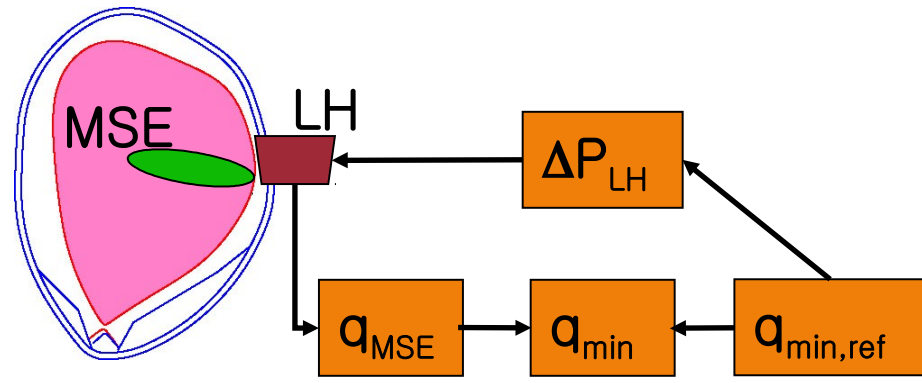 LH
MSE
ΔP_LH
q_MSE
q_min
q_min,ref